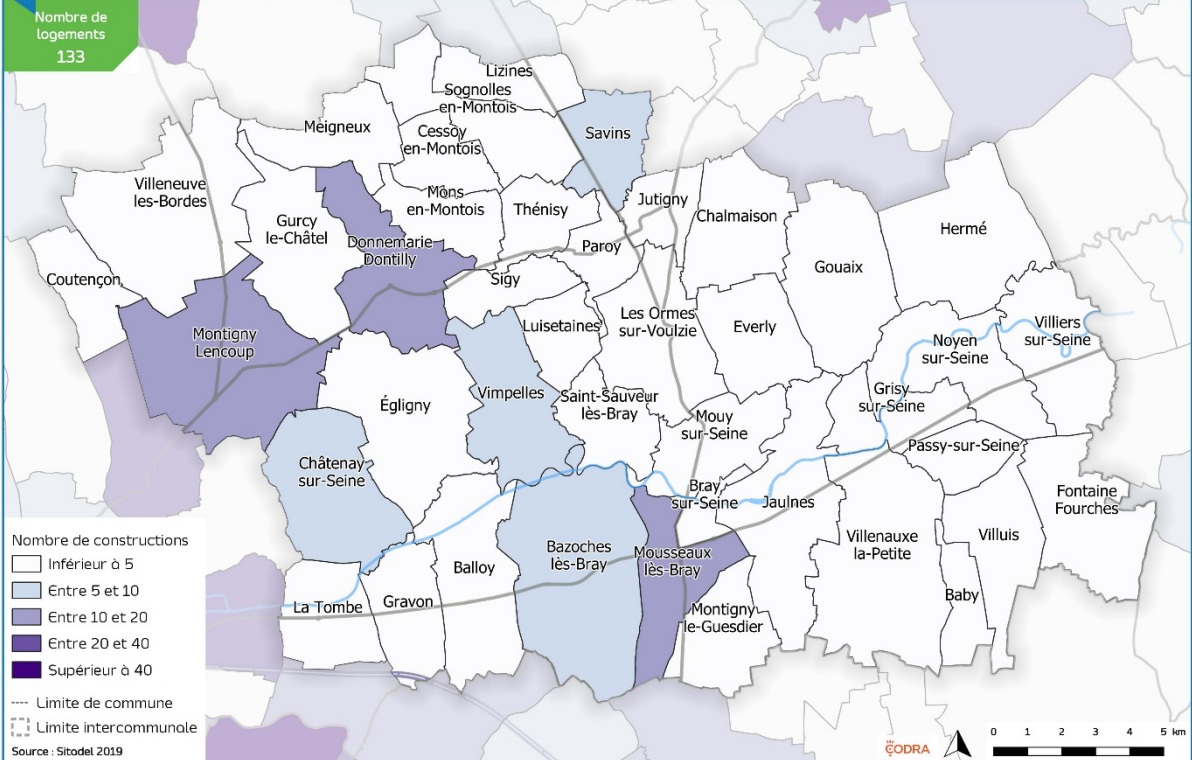 Nombre de
logements
133
Lizines
Sognolles
en-Montois
Meigneux
Cessoy
en-Montois
Savins
Villeneuve
les-Bordes
Mons
en-Montois
Thénisy
Jutigny
Gurcy
le-Châtel
Chalmaison
Hermé
Donnemarie
Dontilly
Paroy
Coutençon
Sigy
Gouaix
Montigny
Lencoup
Luisetaines
Les Ormes
sur-Voulzie
Everly
Noyen
sur-Seine
Villiers
sur-Seine
Vimpelles
Égligny
Saint-Sauveur
lès-Bray
Grisy
sur-Seine
Mouy
sur-Seine
Passy-sur-Seine
Châtenay
sur-Seine
Bray
sur-Seine
Jaulnes
Fontaine
Fourches
Villenauxe
la-Petite
Villuis
Bazoches
lès-Bray
Mousseaux
lès-Bray
Balloy
Baby
La Tombe
Gravon
Montigny
le-Guesdier
Nombre de constructions
Inférieur à 5
Entre 5 et 10
Entre 10 et 20
Entre 20 et 40
Supérieur à 40
Limite de commune
Limite intercommunale
Source : Sitadel 2019
CODRA
0 1 2 3 4 5 km